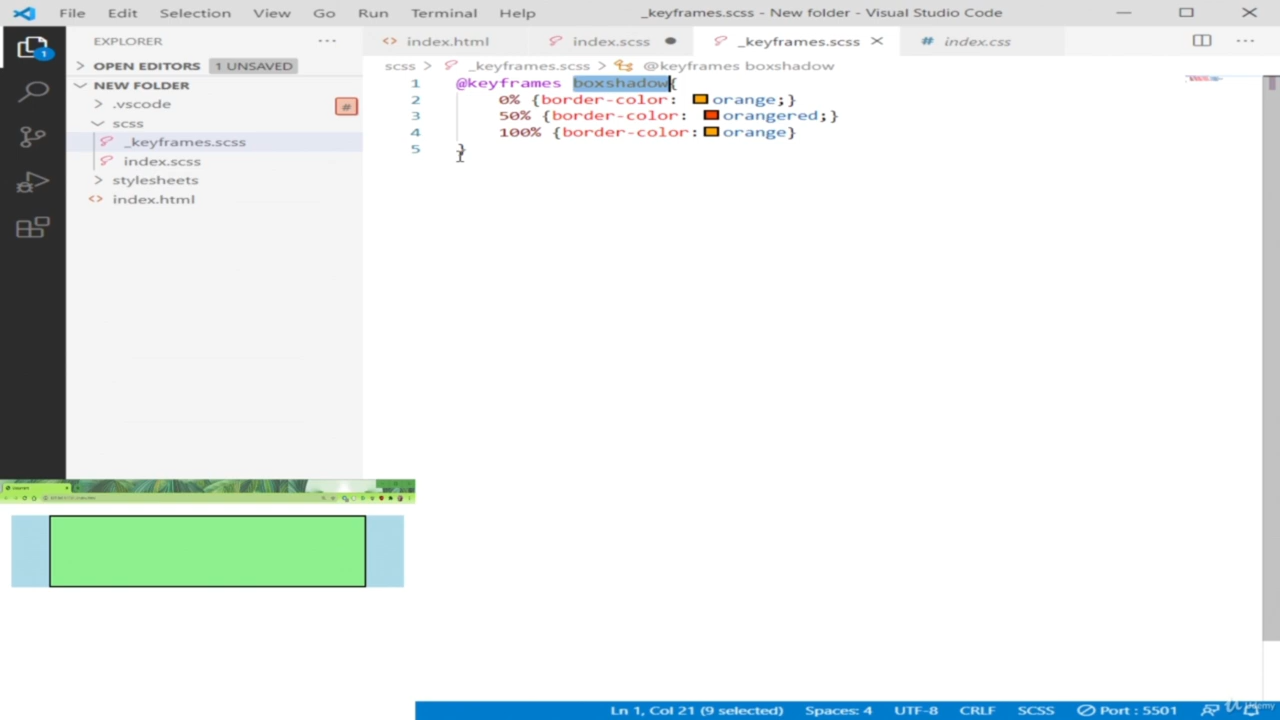 File Edit Selection View Go Run Terminal Help _keyframes.scss - New folder - Visual Studio Code
EXPLORER ... index.html index.scss _keyframes.scss index.css ...
OPEN EDITORS 1 UNSAVED
scss > _keyframes.scss > @keyframes boxshadow
NEW FOLDER
.vscode
scss
_keyframes.scss
index.scss
stylesheets
index.html
1 @keyframes boxshadow{
2 0% {border-color: orange;}
3 50% {border-color: orangered;}
4 100% {border-color: orange}
5 }
Ln 1, Col 21 (9 selected) Spaces: 4 UTF-8 CRLF SCSS Port : 5501
Udemy